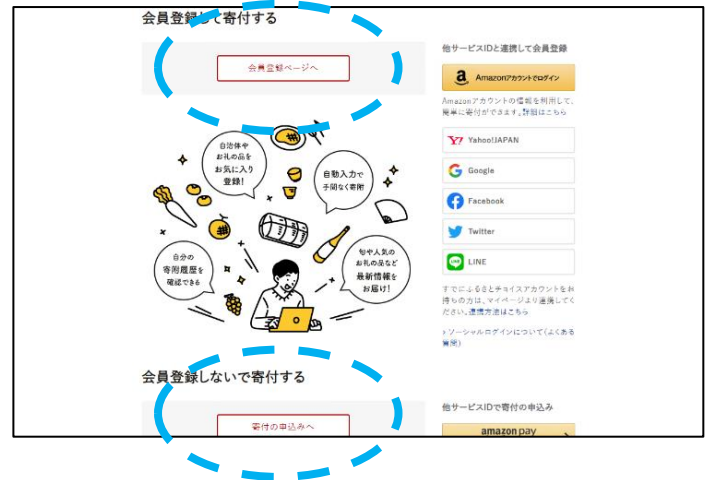 会員登録して寄付する
会員登録ページへ
自治体や
お礼の品を
お気に入り
登録!
自動入力で
手間なく寄附
自分の
寄附履歴を
確認できる
旬や人気の
お礼の品など
最新情報を
お届け!
会員登録しないで寄付する
寄付の申込みへ
他サービスIDと連携して会員登録
a Amazonアカウントでログイン
Amazonアカウントの情報を利用して、
簡単に寄付ができます。詳細はこちら
Y! Yahoo!JAPAN
Google
Facebook
Twitter
LINE LINE
すでにふるさとチョイスアカウントをお
持ちの方は、マイページより連携してく
ださい。連携方法はこちら
› ソーシャルログインについて(よくある
質問)
他サービスIDで寄付の申込み
amazon pay